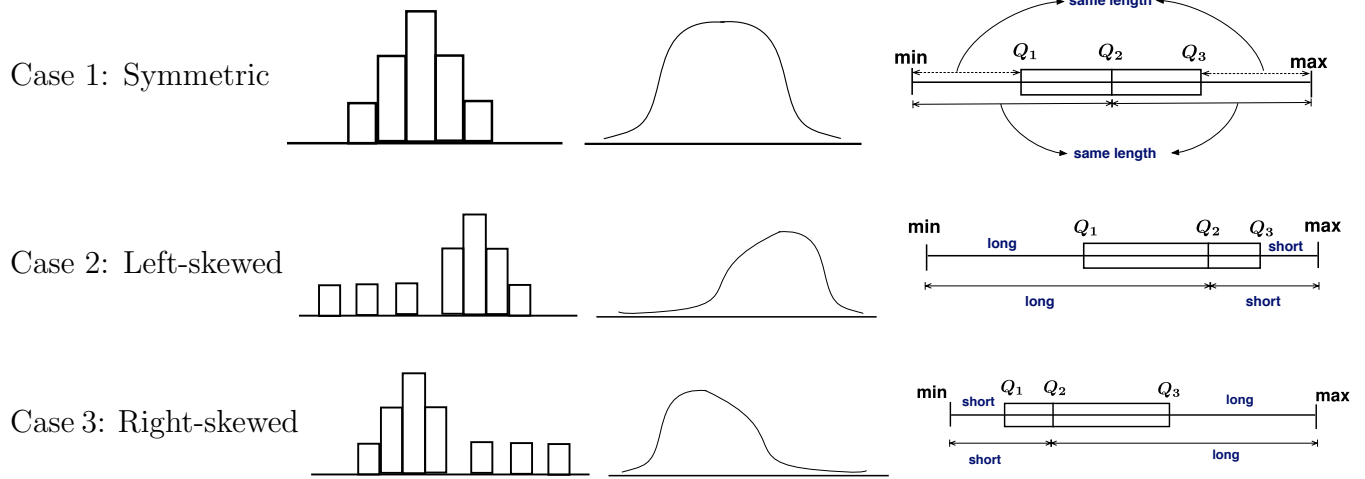 same length
Case 1: Symmetric
min Q₁ Q₂ Q₃ max
same length
Case 2: Left-skewed
min Q₁ Q₂ Q₃ max
long short
long short
Case 3: Right-skewed
min Q₁ Q₂ Q₃ max
short long
short long